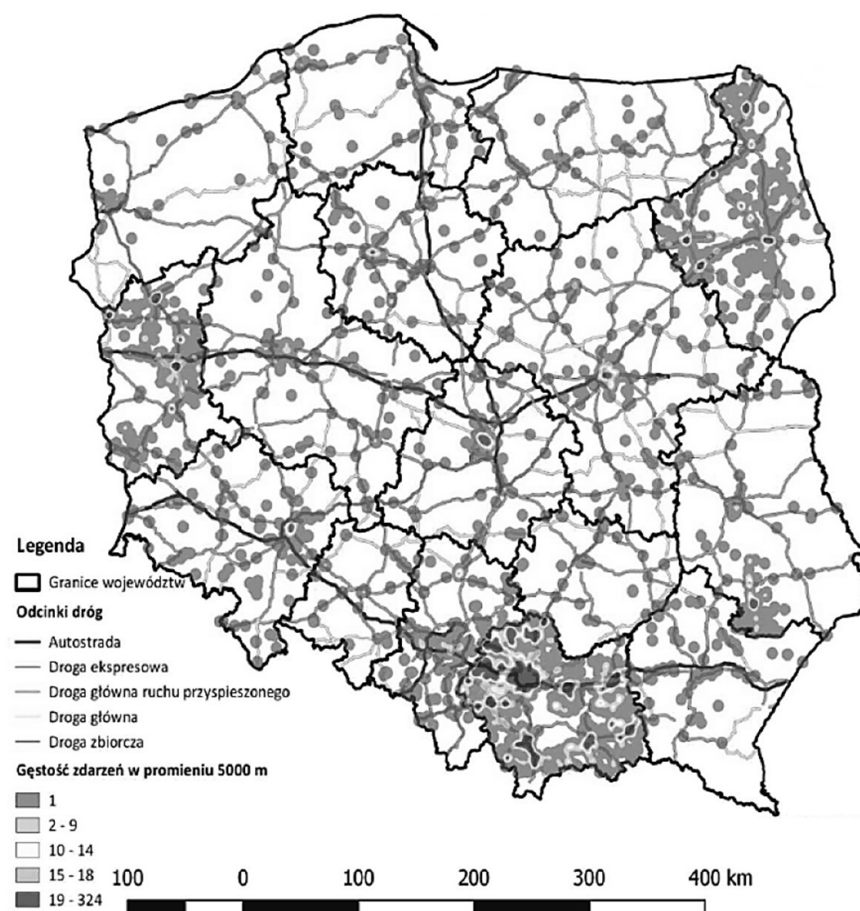 Legenda
Granice województw
Odcinki dróg
Autostrada
Droga ekspresowa
Droga główna ruchu przyspieszonego
Droga główna
Droga zbiorcza
Gęstość zdarzeń w promieniu 5000 m
1
2 - 9
10 - 14
15 - 18
19 - 324
100 0 100 200 300 400 km